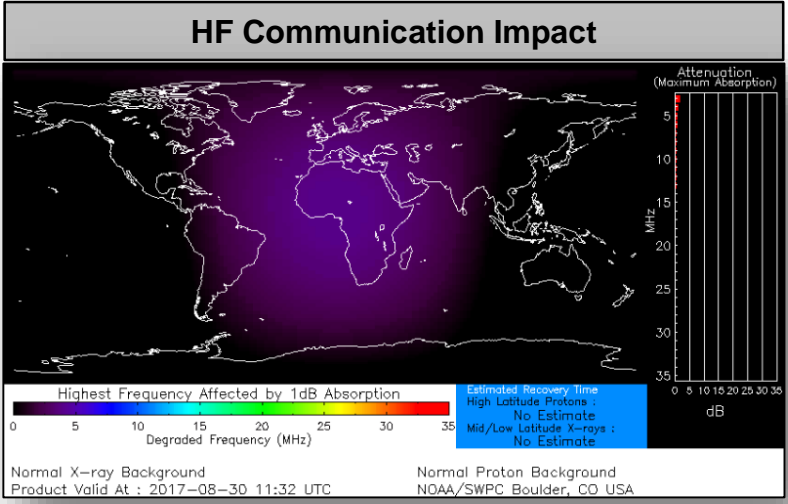 HF Communication Impact
Attenuation
(Maximum Absorption)
5
10
15
MHz
20
25
30
35
0 5 10 15 20 25 30 35
dB
Highest Frequency Affected by 1dB Absorption
0 5 10 15 20 25 30 35
Degraded Frequency (MHz)
Estimated Recovery Time
High Latitude Protons :
No Estimate
Mid/Low Latitude X-rays :
No Estimate
Normal X-ray Background
Normal Proton Background
Product Valid At : 2017-08-30 11:32 UTC
NOAA/SWPC Boulder, CO USA